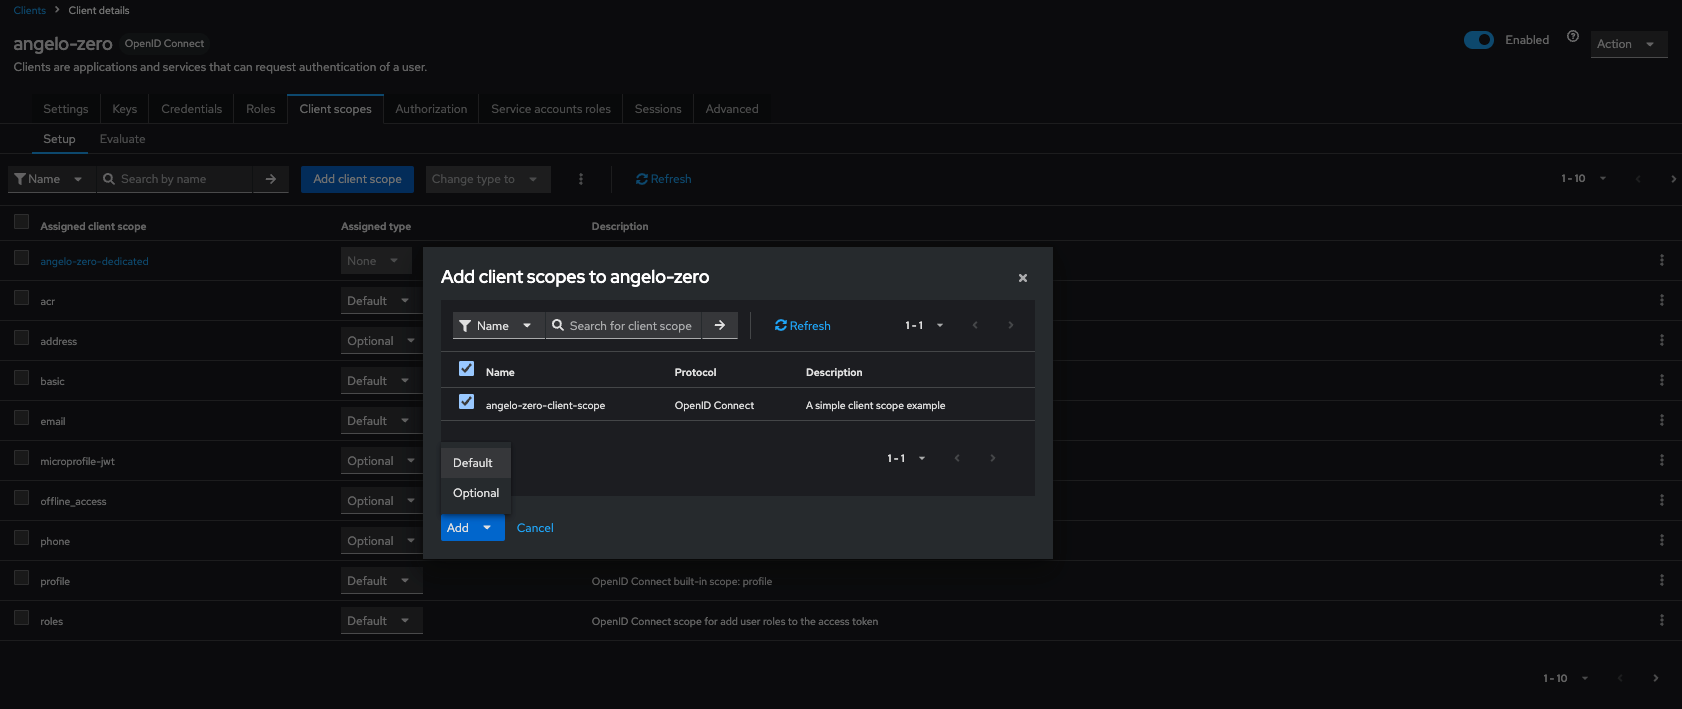 Clients > Client details
angelo-zero OpenID Connect
Enabled
Action
Clients are applications and services that can request authentication of a user.
Settings Keys Credentials Roles Client scopes Authorization Service accounts roles Sessions Advanced
Setup Evaluate
Name Search by name Add client scope Change type to Refresh 1 - 10
Assigned client scope Assigned type Description
angelo-zero-dedicated None
acr Default
address Optional
basic Default
email Default
microprofile-jwt Optional
offline_access Optional
phone Optional
profile Default OpenID Connect built-in scope: profile
roles Default OpenID Connect scope for add user roles to the access token
1 - 10
Add client scopes to angelo-zero
Name Search for client scope Refresh 1 - 1
Name Protocol Description
angelo-zero-client-scope OpenID Connect A simple client scope example
1 - 1
Default
Optional
Add Cancel